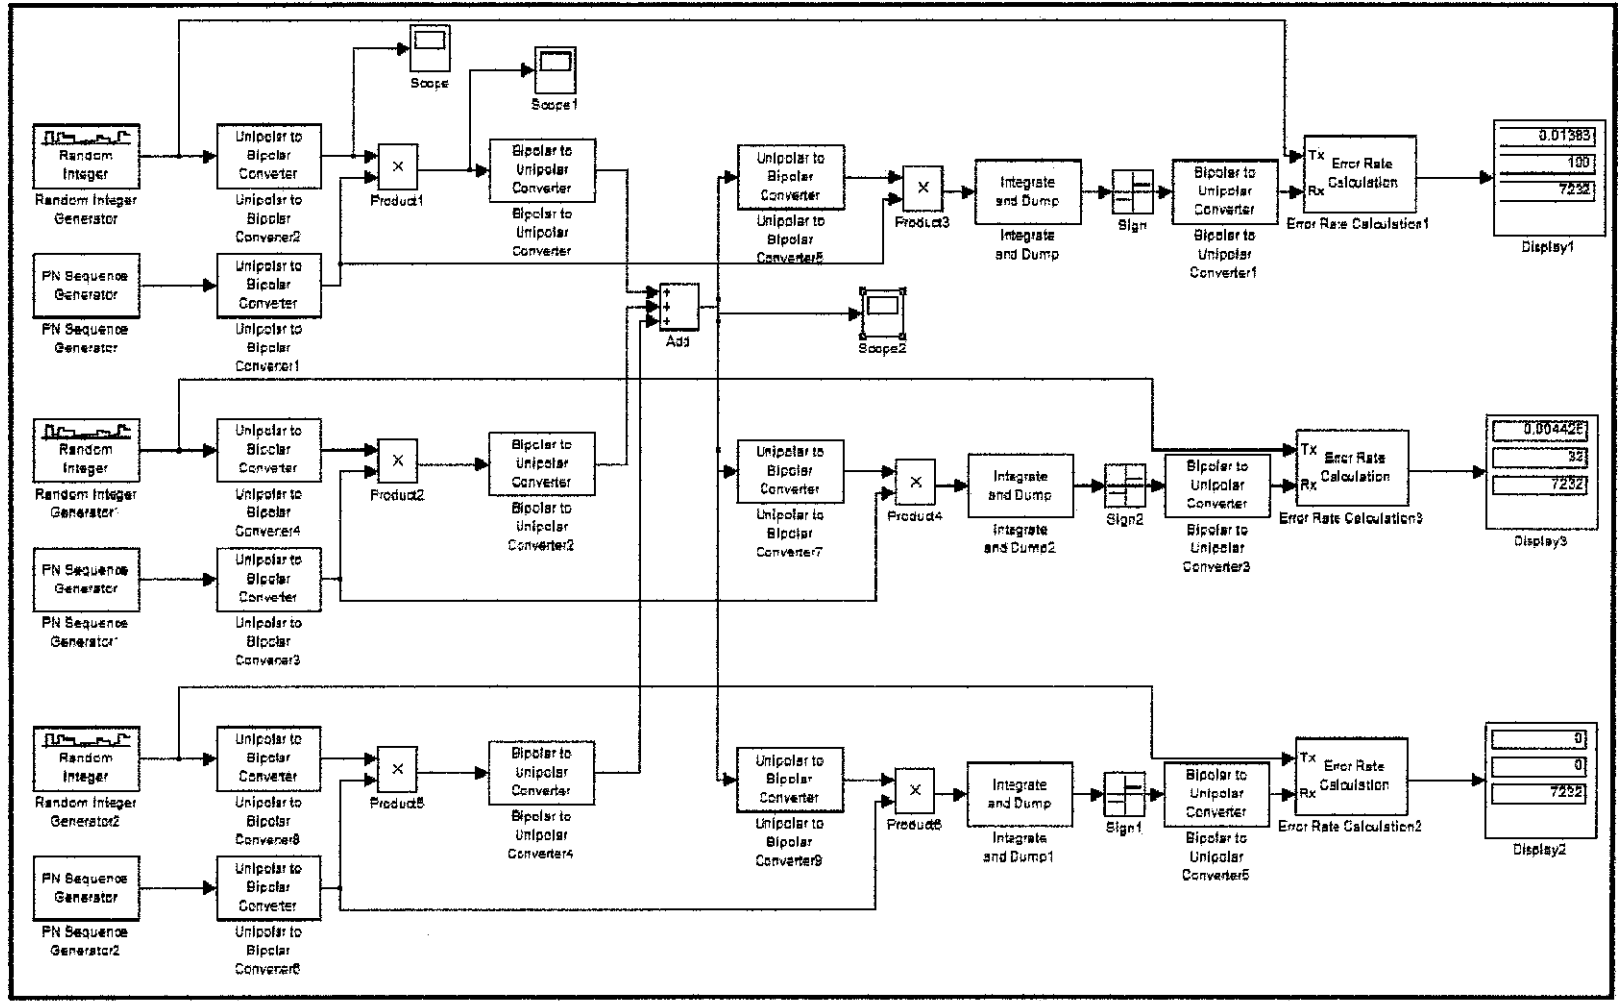 Scope
Scope1
Random
Integer
Random Integer
Generator
Unipolar to
Bipolar
Converter
Unipolar to
Bipolar
Converter2
×
Product1
Bipolar to
Unipolar
Converter
Bipolar to
Unipolar
Converter
Unipolar to
Bipolar
Converter
Unipolar to
Bipolar
Converter5
×
Product3
Integrate
and Dump
Integrate
and Dump
Sign
Bipolar to
Unipolar
Converter
Bipolar to
Unipolar
Converter1
Tx
Rx
Error Rate
Calculation
Error Rate Calculation1
0.01383
100
7232
Display1
PN Sequence
Generator
PN Sequence
Generator
Unipolar to
Bipolar
Converter
Unipolar to
Bipolar
Converter1
+
+
+
Add
Scope2
Random
Integer
Random Integer
Generator1
Unipolar to
Bipolar
Converter
Unipolar to
Bipolar
Converter4
×
Product2
Bipolar to
Unipolar
Converter
Bipolar to
Unipolar
Converter2
Unipolar to
Bipolar
Converter
Unipolar to
Bipolar
Converter7
×
Product4
Integrate
and Dump
Integrate
and Dump2
Sign2
Bipolar to
Unipolar
Converter
Bipolar to
Unipolar
Converter3
Tx
Rx
Error Rate
Calculation
Error Rate Calculation3
7232
Display3
PN Sequence
Generator
PN Sequence
Generator1
Unipolar to
Bipolar
Converter
Unipolar to
Bipolar
Converter3
Random
Integer
Random Integer
Generator2
Unipolar to
Bipolar
Converter
Unipolar to
Bipolar
×
Bipolar to
Unipolar
Converter
Bipolar to
Unipolar
Converter4
Unipolar to
Bipolar
Converter
Unipolar to
Bipolar
Converter9
×
Integrate
and Dump
Integrate
and Dump1
Sign1
Bipolar to
Unipolar
Converter
Bipolar to
Unipolar
Converter5
Tx
Rx
Error Rate
Calculation
Error Rate Calculation2
0
0
7232
Display2
PN Sequence
Generator
PN Sequence
Generator2
Unipolar to
Bipolar
Converter
Unipolar to
Bipolar